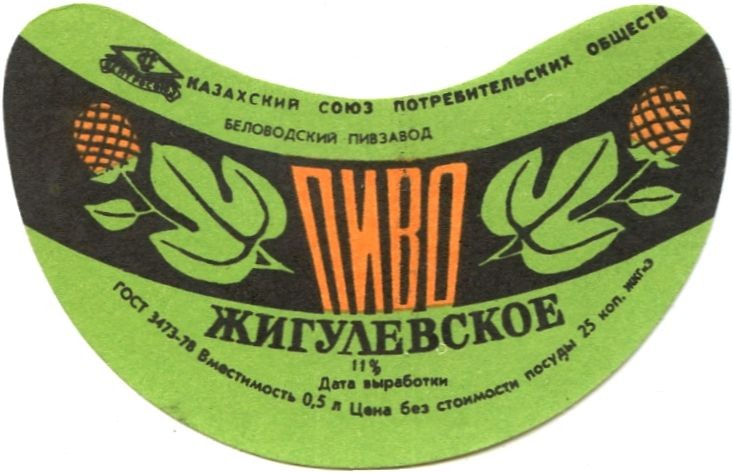 КАЗАХСКИЙ СОЮЗ ПОТРЕБИТЕЛЬСКИХ ОБЩЕСТВ
БЕЛОВОДСКИЙ ПИВЗАВОД
ПИВО
ЖИГУЛЕВСКОЕ
11%
Дата выработки
ГОСТ 3473-78 Вместимость 0,5 л Цена без стоимости посуды 25 коп. ЖКГ-Э